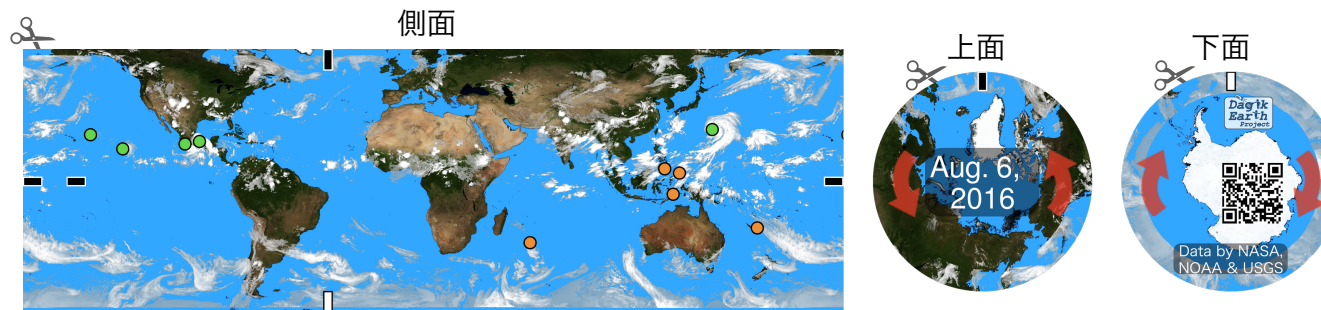 側面
上面
下面
Aug. 6,
2016
Dagik
Earth
Project
Data by NASA,
NOAA & USGS